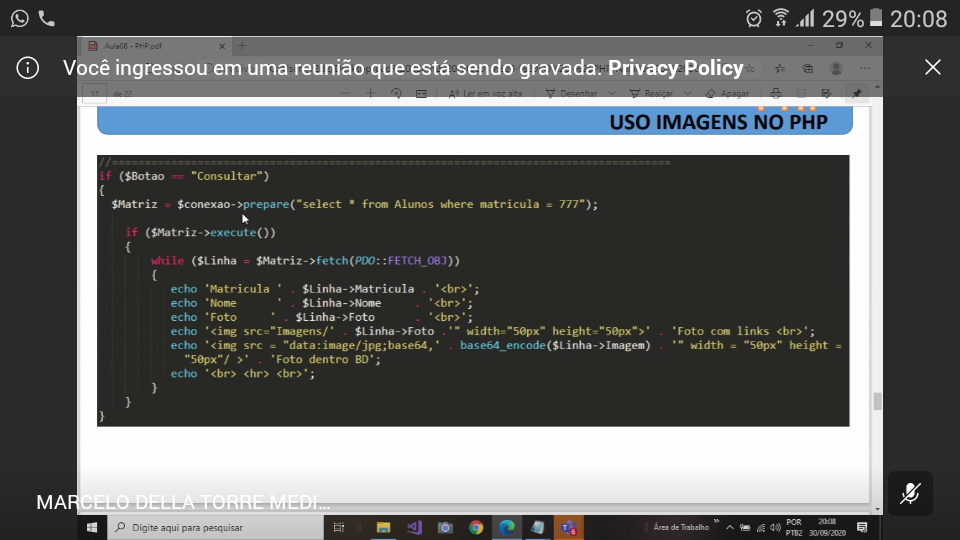 29% 20:08
Aula08 - PHP.pdf
Você ingressou em uma reunião que está sendo gravada. Privacy Policy
17 de 22
Ler em voz alta
Desenhar
Realçar
Apagar
USO IMAGENS NO PHP
//=====================================================================================
if ($Botao == "Consultar")
{
$Matriz = $conexao->prepare("select * from Alunos where matricula = 777");
if ($Matriz->execute())
{
while ($Linha = $Matriz->fetch(PDO::FETCH_OBJ))
{
echo 'Matricula ' . $Linha->Matricula . '<br>';
echo 'Nome ' . $Linha->Nome . '<br>';
echo 'Foto ' . $Linha->Foto . '<br>';
echo '<img src="Imagens/' . $Linha->Foto .'" width="50px" height="50px">' . 'Foto com links <br>';
echo '<img src = "data:image/jpg;base64,' . base64_encode($Linha->Imagem) . '" width = "50px" height =
"50px"/ >' . 'Foto dentro BD';
echo '<br> <hr> <br>';
}
}
}
MARCELO DELLA TORRE MEDI...
Digite aqui para pesquisar
Área de Trabalho
POR
PTB2
20:08
30/09/2020